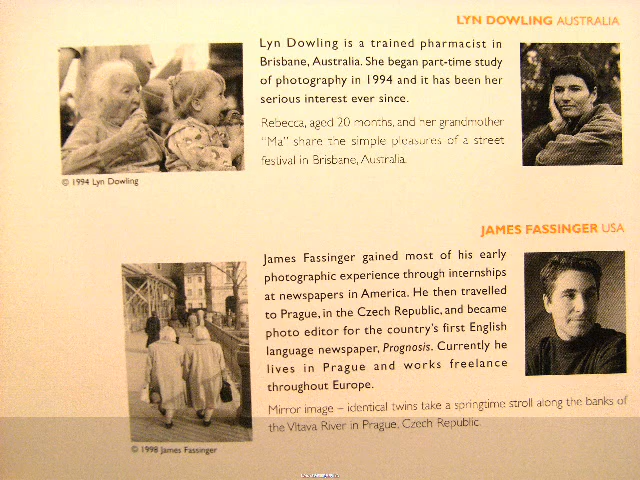 LYN DOWLING AUSTRALIA
Lyn Dowling is a trained pharmacist in
Brisbane, Australia. She began part-time study
of photography in 1994 and it has been her
serious interest ever since.
Rebecca, aged 20 months, and her grandmother
"Ma" share the simple pleasures of a street
festival in Brisbane, Australia.
© 1994 Lyn Dowling
JAMES FASSINGER USA
James Fassinger gained most of his early
photographic experience through internships
at newspapers in America. He then travelled
to Prague, in the Czech Republic, and became
photo editor for the country's first English
language newspaper, Prognosis. Currently he
lives in Prague and works freelance
throughout Europe.
Mirror image – identical twins take a springtime stroll along the banks of
the Vltava River in Prague, Czech Republic.
© 1998 James Fassinger